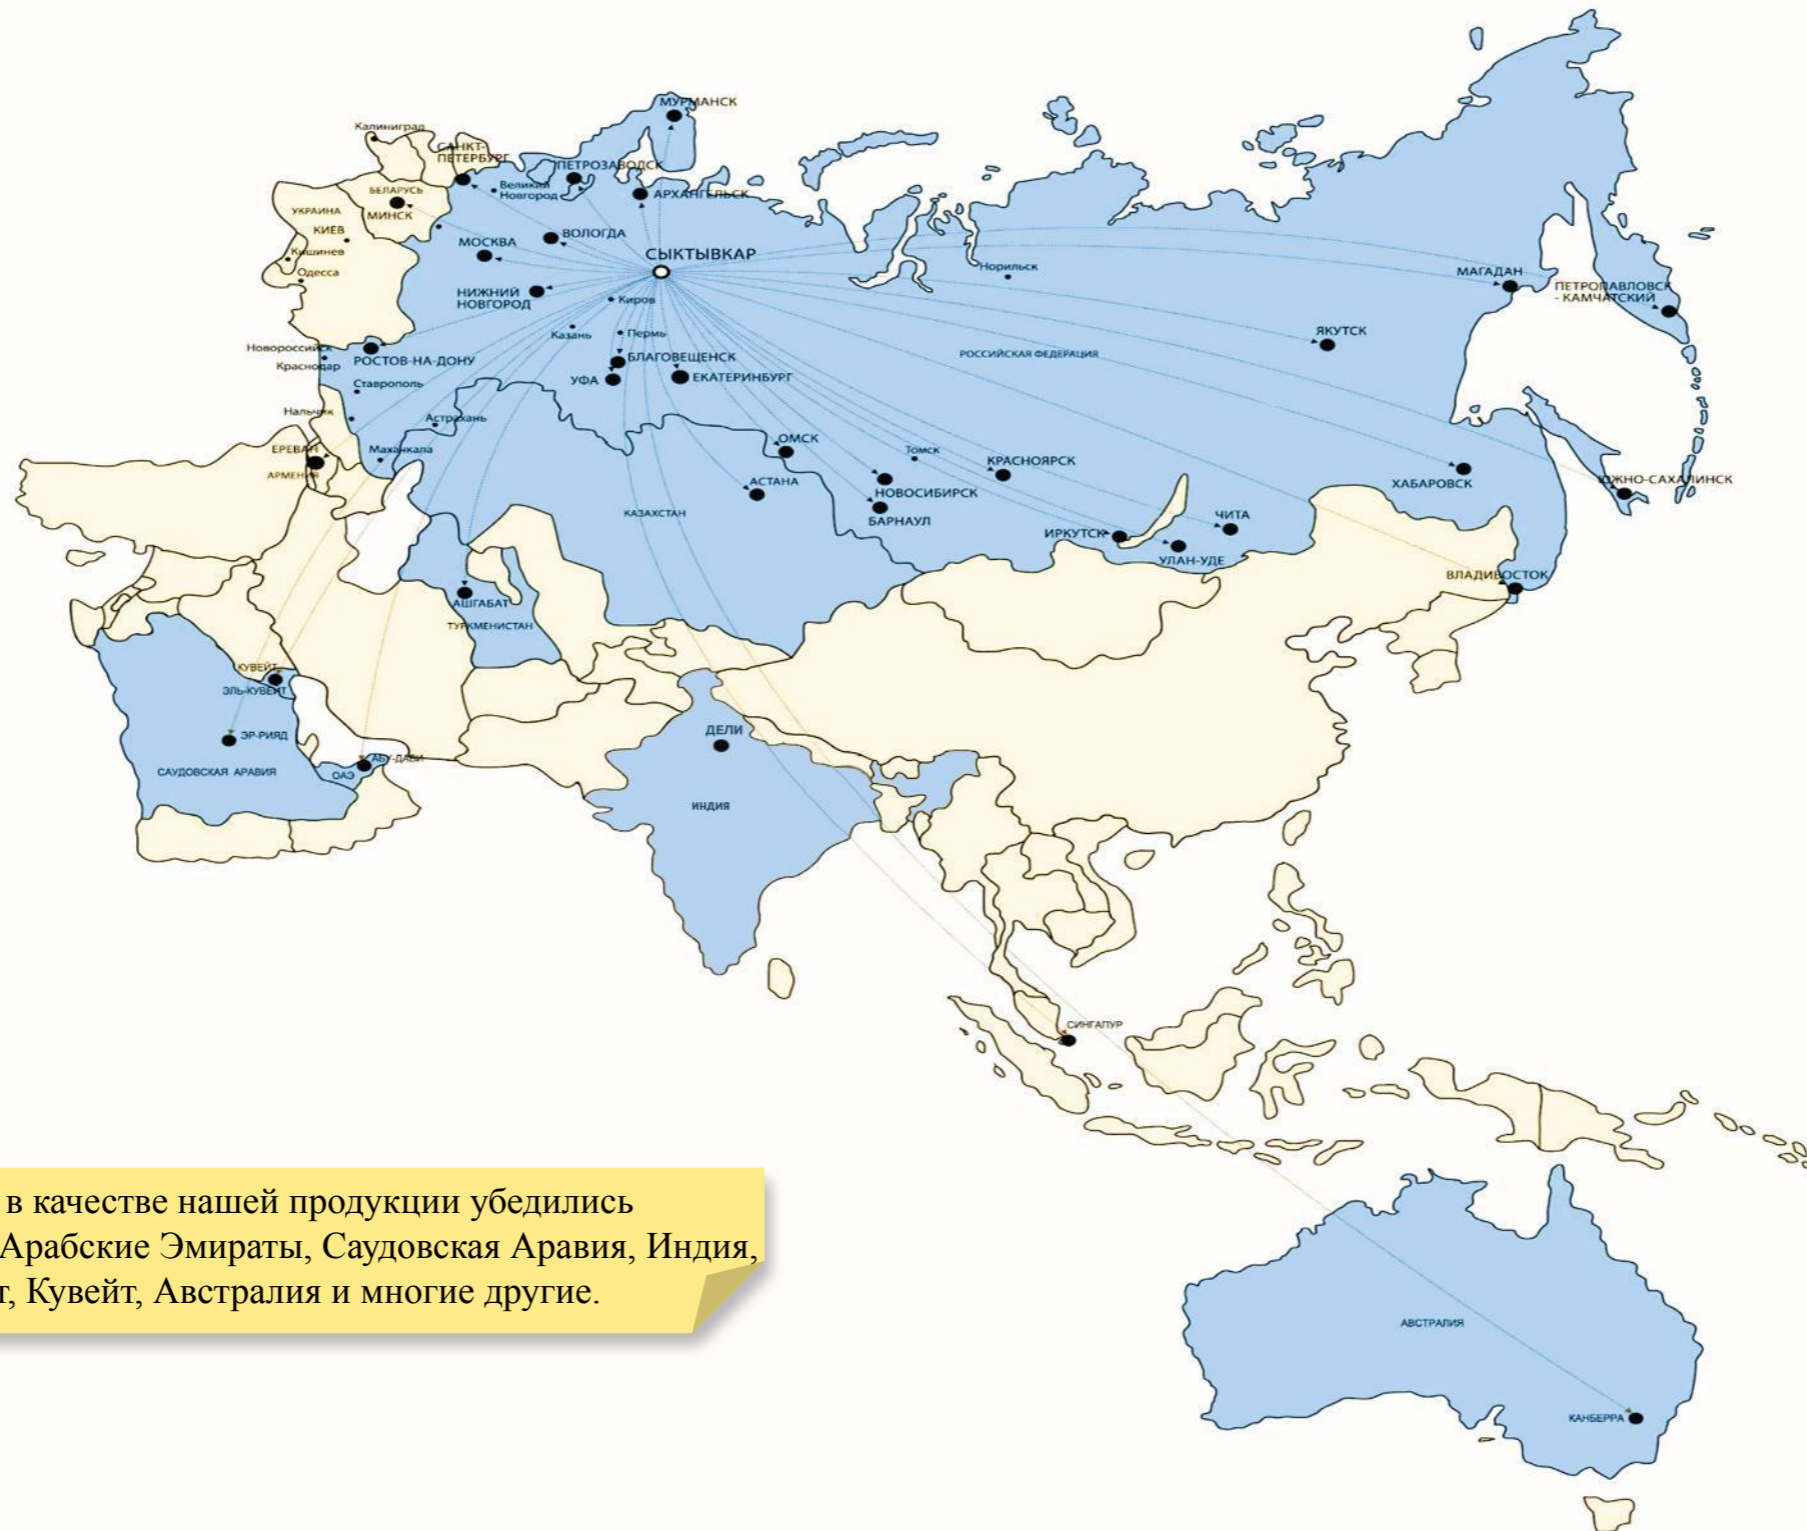 МУРМАНСК
Калиниград
САНКТ-
ПЕТЕРБУРГ
ПЕТРОЗАВОДСК
Великий
Новгород
АРХАНГЕЛЬСК
БЕЛАРУСЬ
МИНСК
УКРАИНА
КИЕВ
Кишинев
Одесса
МОСКВА
ВОЛОГДА
СЫКТЫВКАР
НИЖНИЙ
НОВГОРОД
Киров
Норильск
МАГАДАН
ПЕТРОПАВЛОВСК
- КАМЧАТСКИЙ
Казань
Пермь
ЯКУТСК
Новороссийск
Краснодар
РОСТОВ-НА-ДОНУ
БЛАГОВЕЩЕНСК
РОССИЙСКАЯ ФЕДЕРАЦИЯ
УФА
ЕКАТЕРИНБУРГ
Ставрополь
Нальчик
Астрахань
ЕРЕВАН
АРМЕНИЯ
Махачкала
ОМСК
Томск
КРАСНОЯРСК
АСТАНА
НОВОСИБИРСК
БАРНАУЛ
КАЗАХСТАН
ХАБАРОВСК
ЮЖНО-САХАЛИНСК
ИРКУТСК
ЧИТА
УЛАН-УДЕ
ВЛАДИВОСТОК
АШГАБАТ
ТУРКМЕНИСТАН
КУВЕЙТ
ЭЛЬ-КУВЕЙТ
ЭР-РИЯД
САУДОВСКАЯ АРАВИЯ
АБУ-ДАБИ
ОАЭ
ДЕЛИ
ИНДИЯ
СИНГАПУР
АВСТРАЛИЯ
КАНБЕРРА
в качестве нашей продукции убедились
Арабские Эмираты, Саудовская Аравия, Индия,
т, Кувейт, Австралия и многие другие.